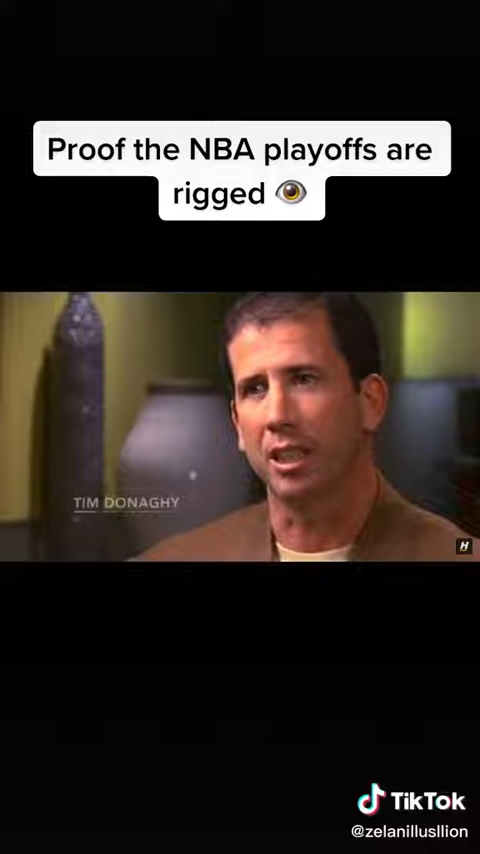 Proof the NBA playoffs are
rigged 👁️
TIM DONAGHY
H
TikTok
@zelanillusllion